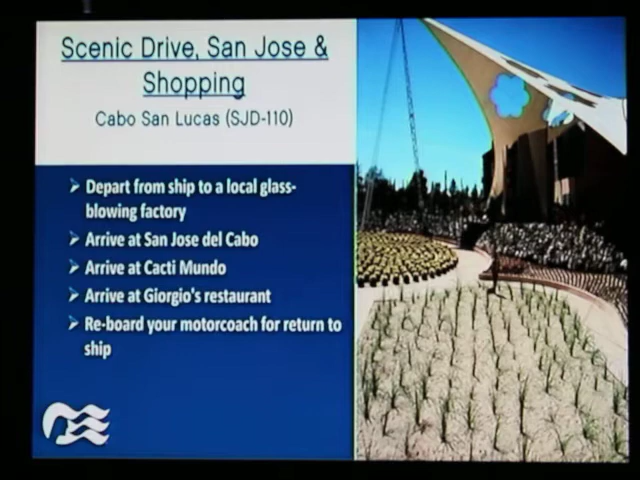 Scenic Drive, San Jose &
Shopping
Cabo San Lucas (SJD-110)
Depart from ship to a local glass-
blowing factory
Arrive at San Jose del Cabo
Arrive at Cacti Mundo
Arrive at Giorgio's restaurant
Re-board your motorcoach for return to
ship